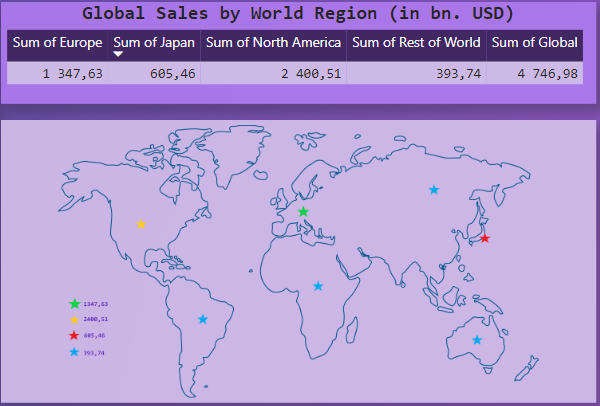 Global Sales by World Region (in bn. USD)
Sum of Europe Sum of Japan Sum of North America Sum of Rest of World Sum of Global
1 347,63 605,46 2 400,51 393,74 4 746,98
1347,63
2400,51
605,46
393,74